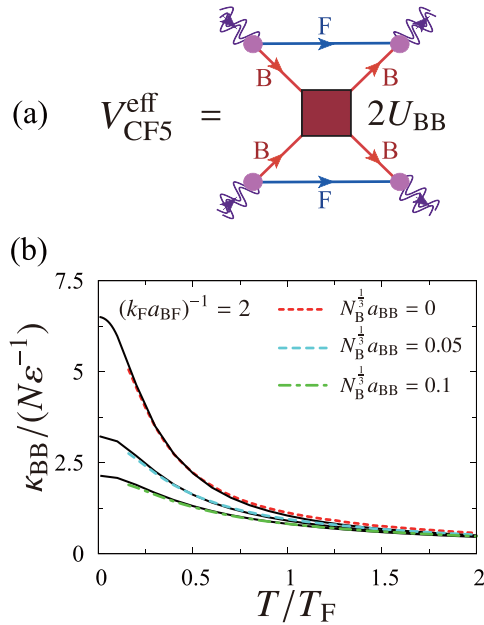 (a)
F
B B
V_CF5^eff = 2U_BB
B B
F
(b)
7.5
(k_F a_BF)^-1 = 2
N_B^1/3 a_BB = 0
N_B^1/3 a_BB = 0.05
N_B^1/3 a_BB = 0.1
5
2.5
0
κ_BB/(Nε^-1)
0 0.5 1 1.5 2
T/T_F